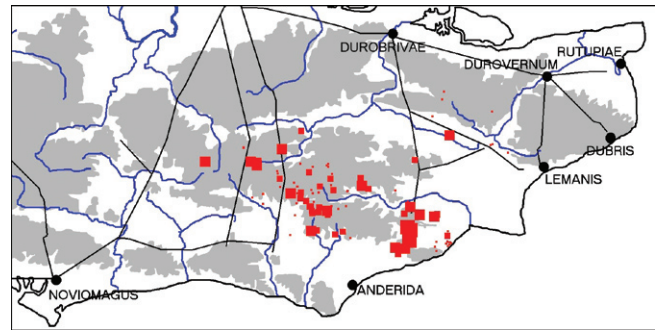 DUROBRIVAE
RUTUPIAE
DUROVERNUM
DUBRIS
LEMANIS
NOVIOMAGUS
ANDERIDA